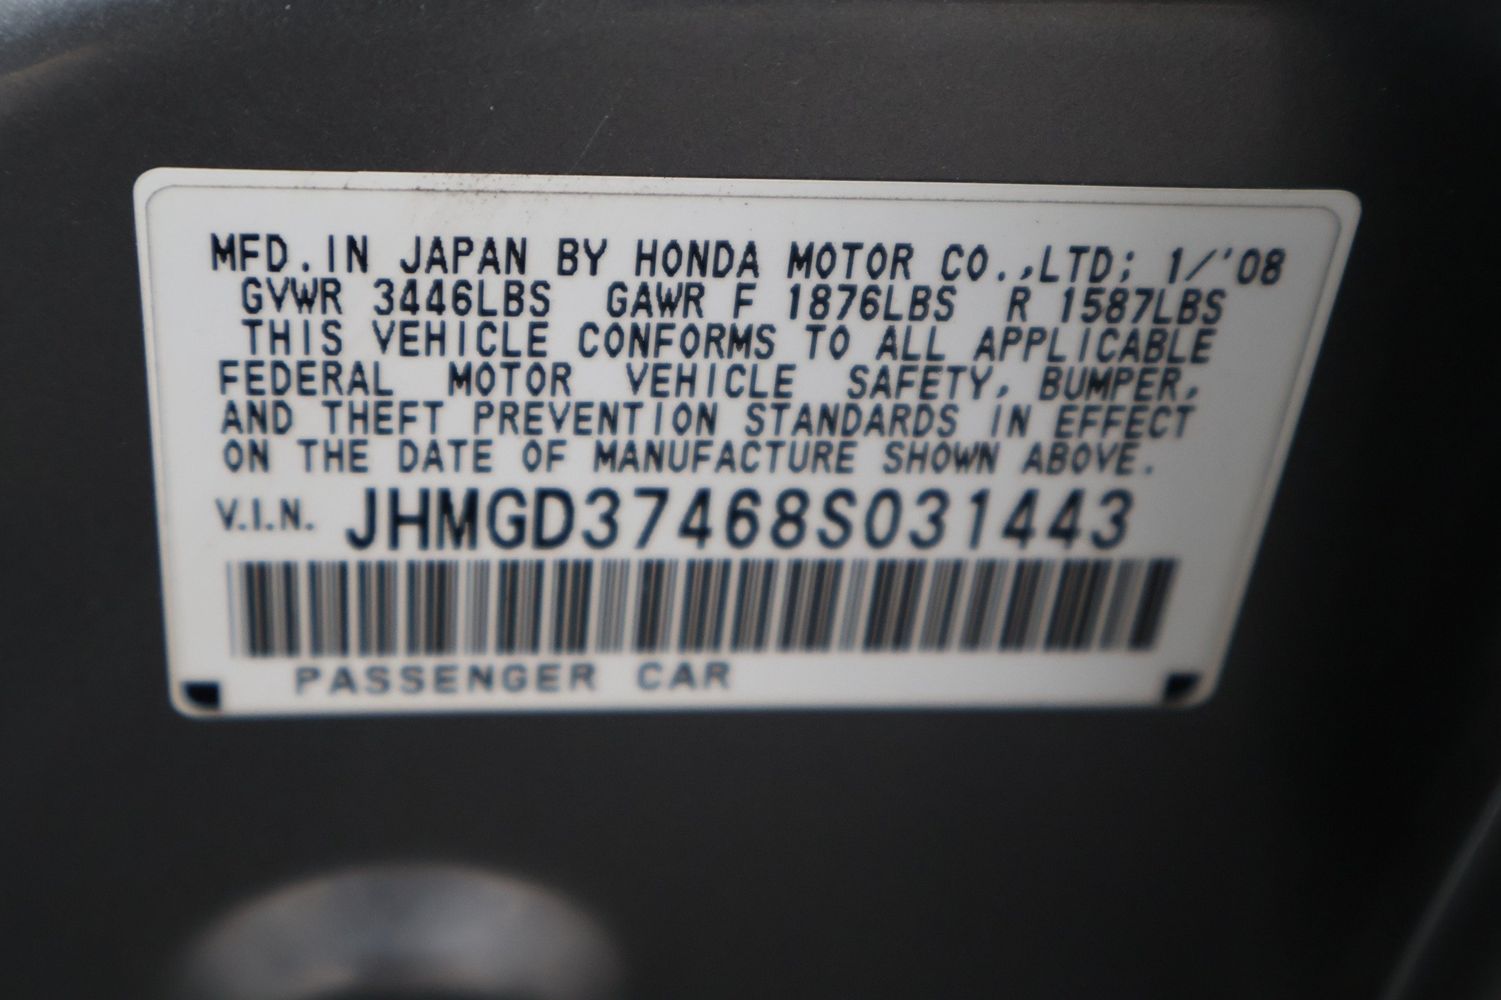 MFD. IN JAPAN BY HONDA MOTOR CO.,LTD; 1/'08
GVWR 3446LBS GAWR F 1876LBS R 1587LBS
THIS VEHICLE CONFORMS TO ALL APPLICABLE
FEDERAL MOTOR VEHICLE SAFETY, BUMPER,
AND THEFT PREVENTION STANDARDS IN EFFECT
ON THE DATE OF MANUFACTURE SHOWN ABOVE.
V.I.N. JHMGD37468S031443
PASSENGER CAR